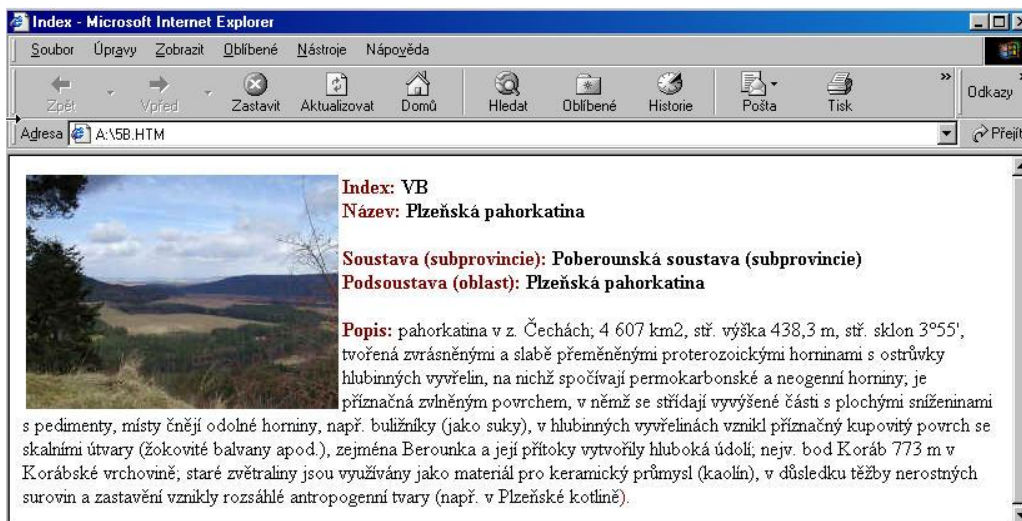 Index - Microsoft Internet Explorer
Soubor Úpravy Zobrazit Oblíbené Nástroje Nápověda
Zpět Vpřed Zastavit Aktualizovat Domů Hledat Oblíbené Historie Pošta Tisk » Odkazy »
Adresa A:\5B.HTM Přejít
Index: VB
Název: Plzeňská pahorkatina
Soustava (subprovincie): Poberounská soustava (subprovincie)
Podsoustava (oblast): Plzeňská pahorkatina
Popis: pahorkatina v z. Čechách; 4 607 km2, stř. výška 438,3 m, stř. sklon 3°55',
tvořená zvrásněnými a slabě přeměněnými proterozoickými horninami s ostrůvky
hlubinných vyvřelin, na nichž spočívají permokarbonské a neogenní horniny; je
příznačná zvlněným povrchem, v němž se střídají vyvýšené části s plochými sníženinami
s pedimenty, místy čnějí odolné horniny, např. buližníky (jako suky), v hlubinných vyvřelinách vznikl příznačný kupovitý povrch se
skalními útvary (žokovité balvany apod.), zejména Berounka a její přítoky vytvořily hluboká údolí; nejv. bod Koráb 773 m v
Korábské vrchovině; staré zvětraliny jsou využívány jako materiál pro keramický průmysl (kaolín), v důsledku těžby nerostných
surovin a zastavění vznikly rozsáhlé antropogenní tvary (např. v Plzeňské kotlině).